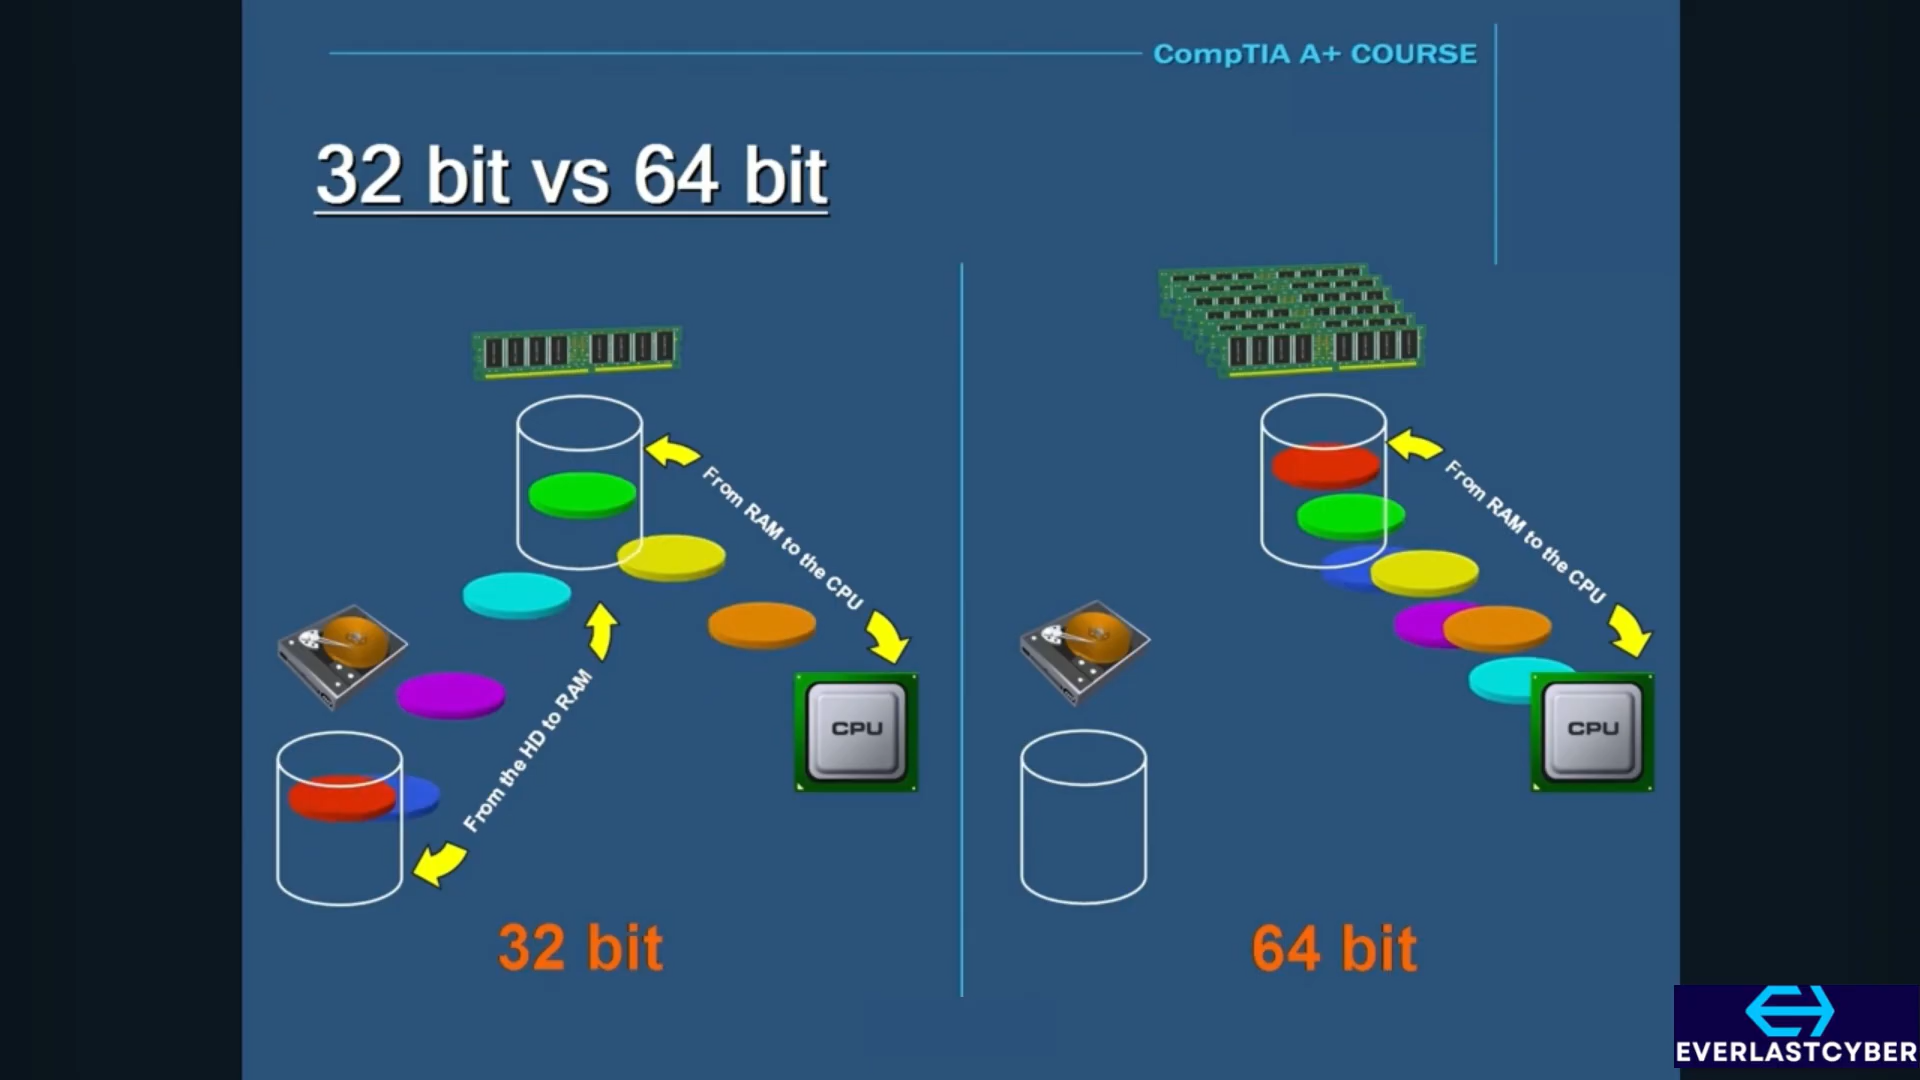 CompTIA A+ COURSE
32 bit vs 64 bit
From RAM to the CPU
From the HD to RAM
CPU
32 bit
From RAM to the CPU
CPU
64 bit
EVERLASTCYBER